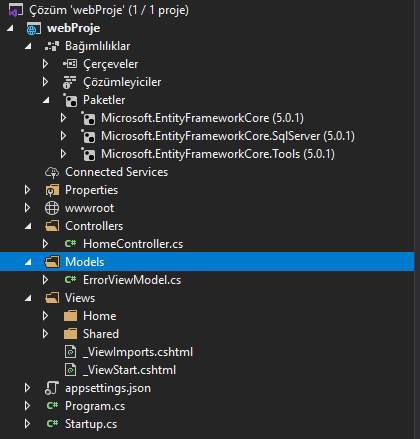 Çözüm 'webProje' (1 / 1 proje)
webProje
Bağımlılıklar
Çerçeveler
Çözümleyiciler
Paketler
Microsoft.EntityFrameworkCore (5.0.1)
Microsoft.EntityFrameworkCore.SqlServer (5.0.1)
Microsoft.EntityFrameworkCore.Tools (5.0.1)
Connected Services
Properties
wwwroot
Controllers
C# HomeController.cs
Models
C# ErrorViewModel.cs
Views
Home
Shared
_ViewImports.cshtml
_ViewStart.cshtml
appsettings.json
C# Program.cs
C# Startup.cs